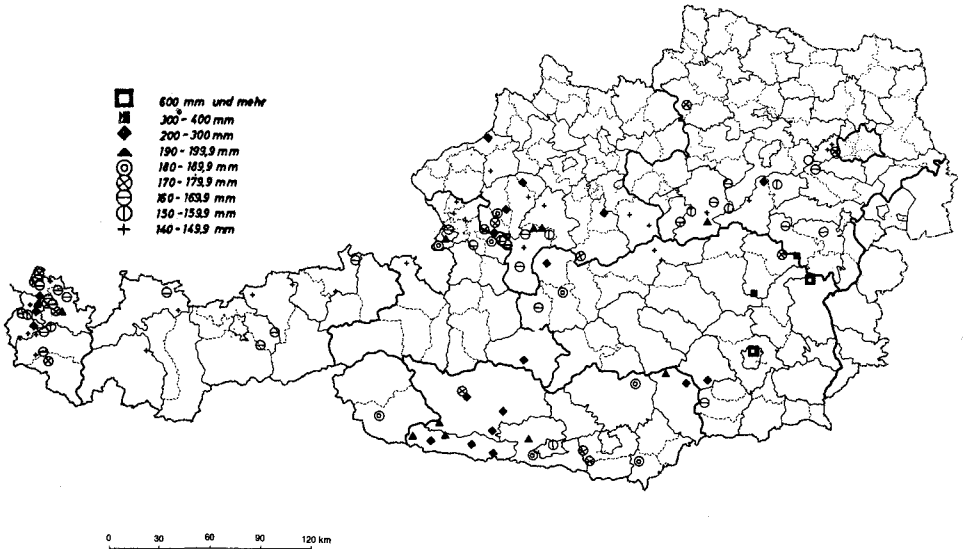 600 mm und mehr
300 - 400 mm
200 - 300 mm
190 - 199,9 mm
180 - 189,9 mm
170 - 179,9 mm
160 - 169,9 mm
150 - 159,9 mm
140 - 149,9 mm
0 30 60 90 120 km